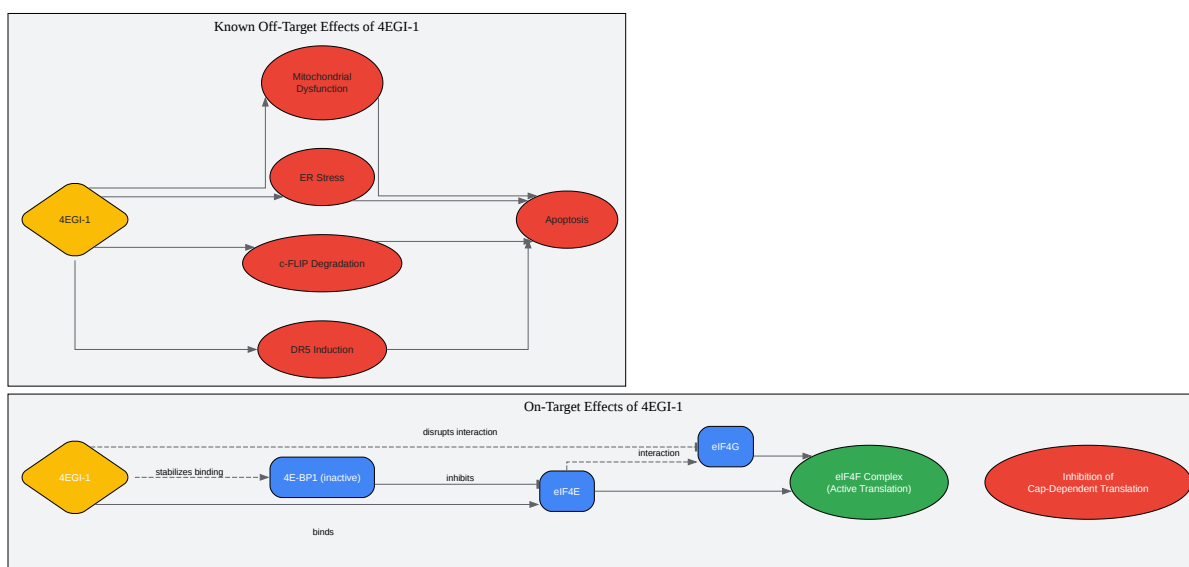 Known Off-Target Effects of 4EGI-1
Mitochondrial
Dysfunction
ER Stress
4EGI-1
Apoptosis
c-FLIP Degradation
DR5 Induction
On-Target Effects of 4EGI-1
disrupts interaction
eIF4G
interaction
4EGI-1
stabilizes binding
4E-BP1 (inactive)
inhibits
eIF4E
eIF4F Complex
(Active Translation)
Inhibition of
Cap-Dependent Translation
binds